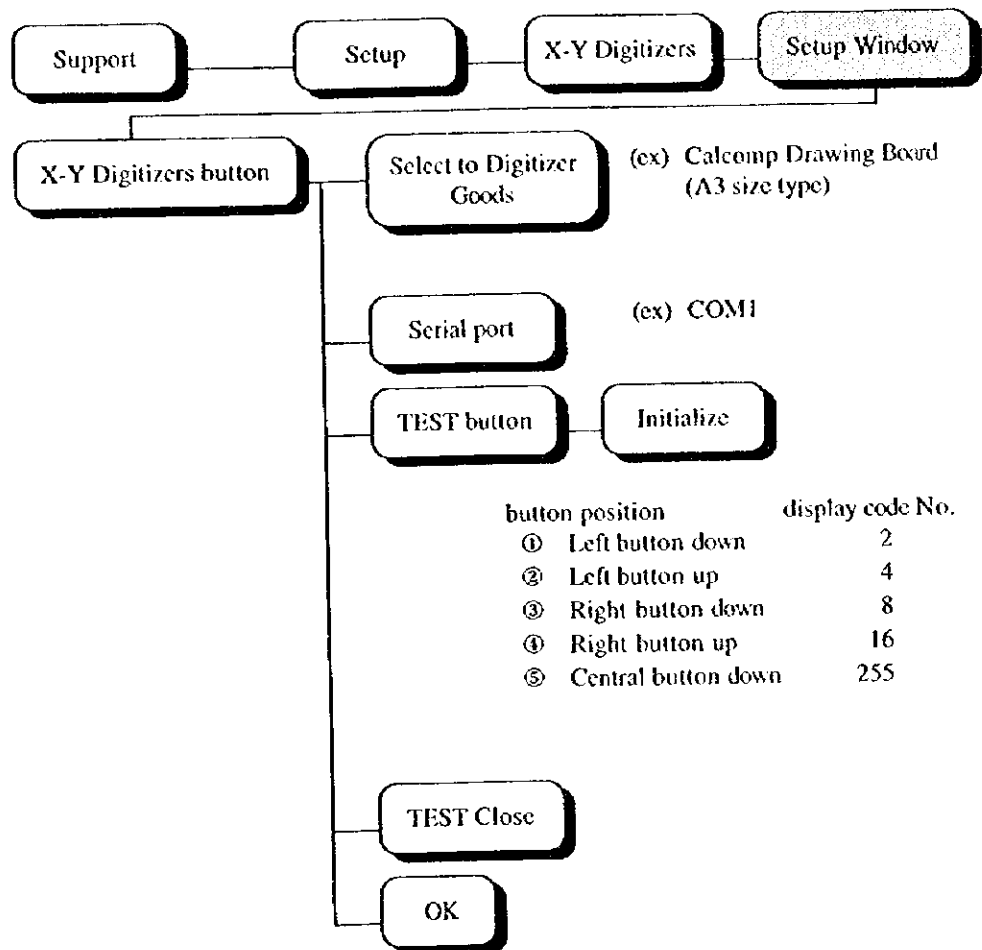 Support
Setup
X-Y Digitizers
Setup Window
X-Y Digitizers button
Select to Digitizer
Goods
(ex) Calcomp Drawing Board
(A3 size type)
Serial port
(ex) COM1
TEST button
Initialize
button position display code No.
① Left button down 2
② Left button up 4
③ Right button down 8
④ Right button up 16
⑤ Central button down 255
TEST Close
OK